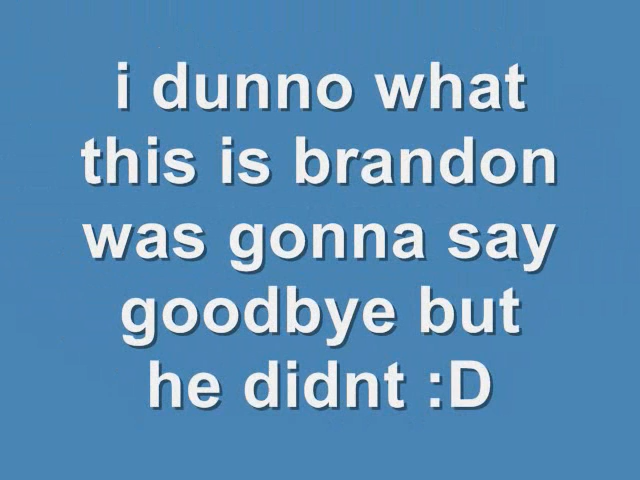 i dunno what
this is brandon
was gonna say
goodbye but
he didnt :D